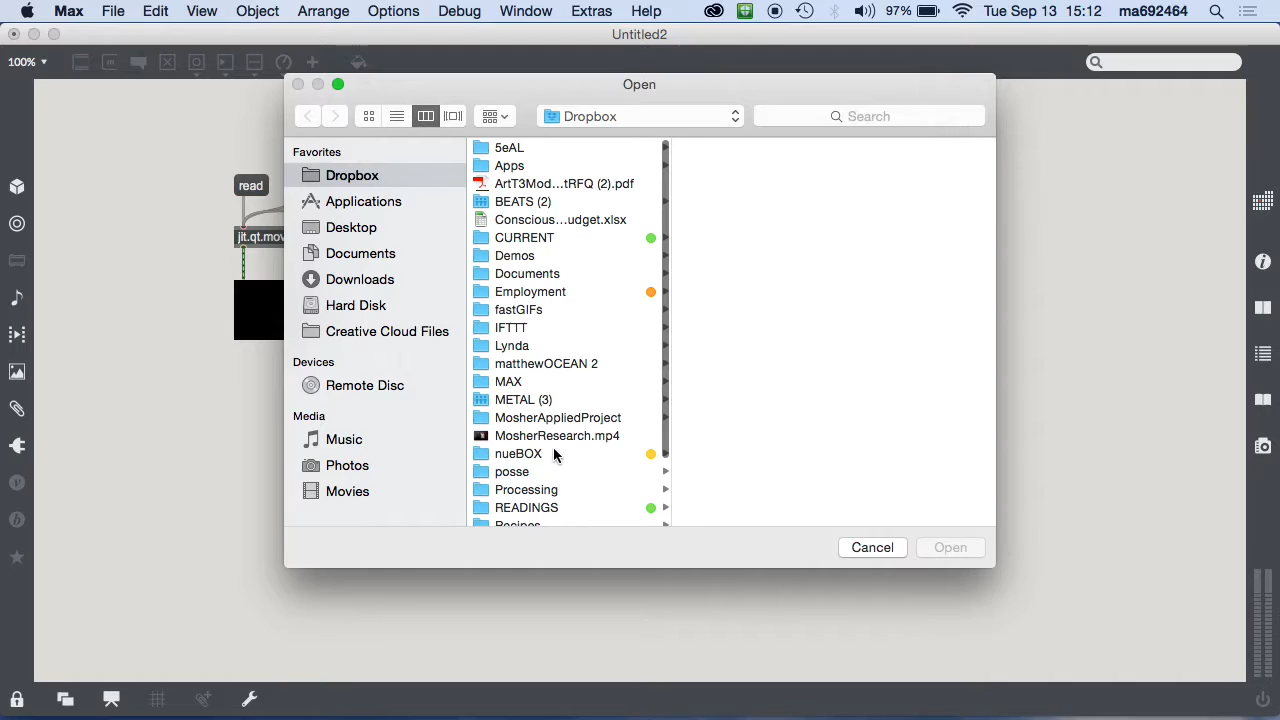 Max File Edit View Object Arrange Options Debug Window Extras Help 97% Tue Sep 13 15:12 ma692464
Untitled2
100%
Open
Dropbox
Search
read
jit.qt.mov
Favorites
Dropbox
Applications
Desktop
Documents
Downloads
Hard Disk
Creative Cloud Files
Devices
Remote Disc
Media
Music
Photos
Movies
5eAL
Apps
ArtT3Mod...tRFQ (2).pdf
BEATS (2)
Conscious...udget.xlsx
CURRENT
Demos
Documents
Employment
fastGIFs
IFTTT
Lynda
matthewOCEAN 2
MAX
METAL (3)
MosherAppliedProject
MosherResearch.mp4
nueBOX
posse
Processing
READINGS
Recipes
Cancel
Open